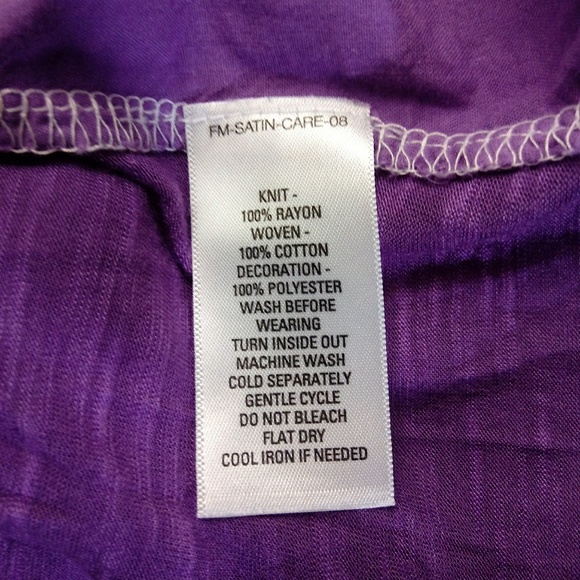 FM-SATIN-CARE-08
KNIT -
100% RAYON
WOVEN -
100% COTTON
DECORATION -
100% POLYESTER
WASH BEFORE
WEARING
TURN INSIDE OUT
MACHINE WASH
COLD SEPARATELY
GENTLE CYCLE
DO NOT BLEACH
FLAT DRY
COOL IRON IF NEEDED